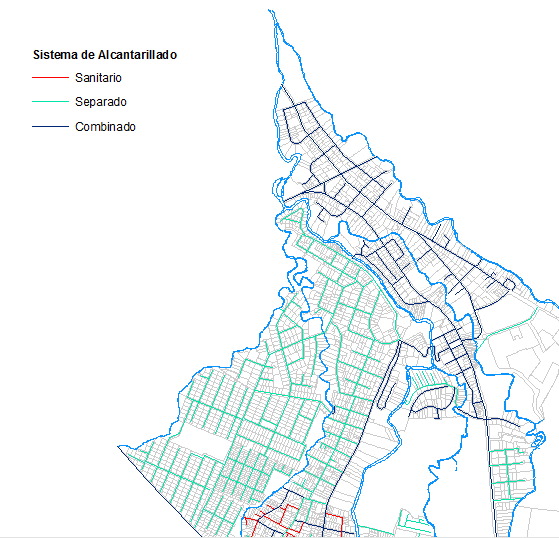 Sistema de Alcantarillado
Sanitario
Separado
Combinado